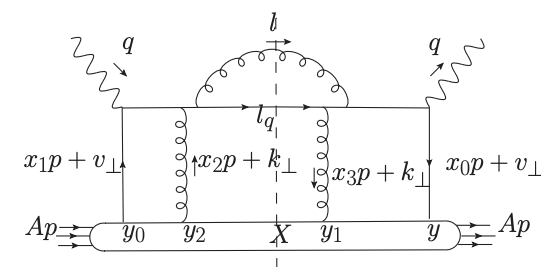 l
q q
l_q
x_1p + v_⊥ x_2p + k_⊥ x_3p + k_⊥ x_0p + v_⊥
Ap y_0 y_2 X y_1 y Ap